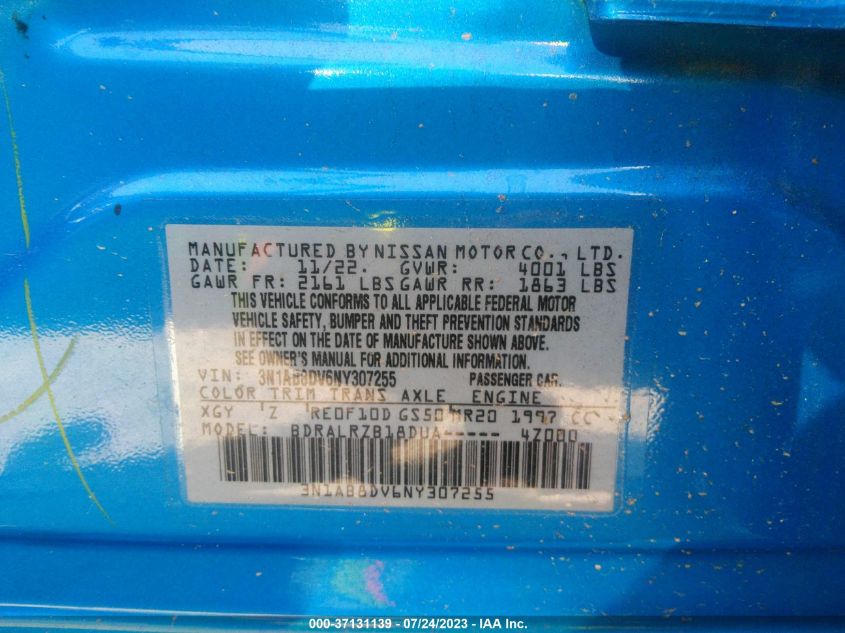 MANUFACTURED BY NISSAN MOTOR CO., LTD.
DATE: 11/22. GVWR: 4001 LBS
GAWR FR: 2161 LBS GAWR RR: 1863 LBS
THIS VEHICLE CONFORMS TO ALL APPLICABLE FEDERAL MOTOR
VEHICLE SAFETY, BUMPER AND THEFT PREVENTION STANDARDS
IN EFFECT ON THE DATE OF MANUFACTURE SHOWN ABOVE.
SEE OWNER'S MANUAL FOR ADDITIONAL INFORMATION.
VIN: 3N1AB8DV6NY307255 PASSENGER CAR.
COLOR TRIM TRANS AXLE ENGINE
XGY Z RE0F10D GS50 MR20 1997 CC
MODEL: BDRALRZB18DUA----- 4Z000
3N1AB8DV6NY307255
000-37131139 - 07/24/2023 - IAA Inc.